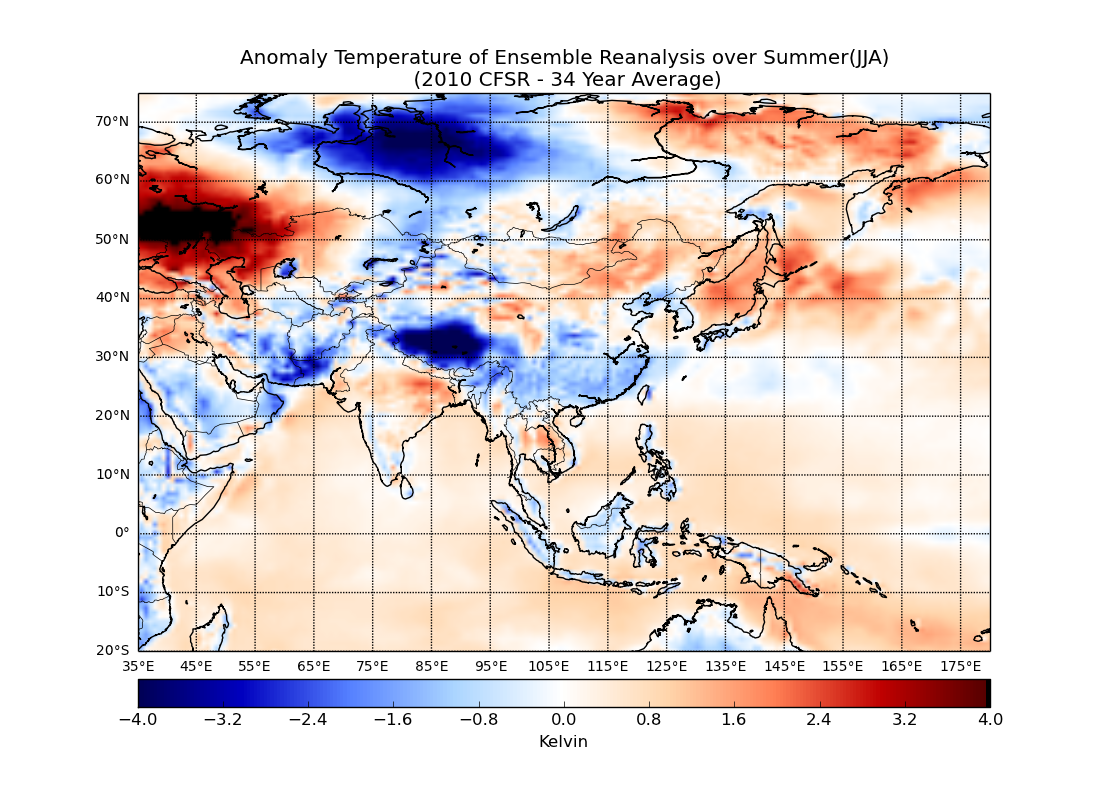 Anomaly Temperature of Ensemble Reanalysis over Summer(JJA)
(2010 CFSR - 34 Year Average)
70°N
60°N
50°N
40°N
30°N
20°N
10°N
0°
10°S
20°S
35°E 45°E 55°E 65°E 75°E 85°E 95°E 105°E 115°E 125°E 135°E 145°E 155°E 165°E 175°E
−4.0 −3.2 −2.4 −1.6 −0.8 0.0 0.8 1.6 2.4 3.2 4.0
Kelvin